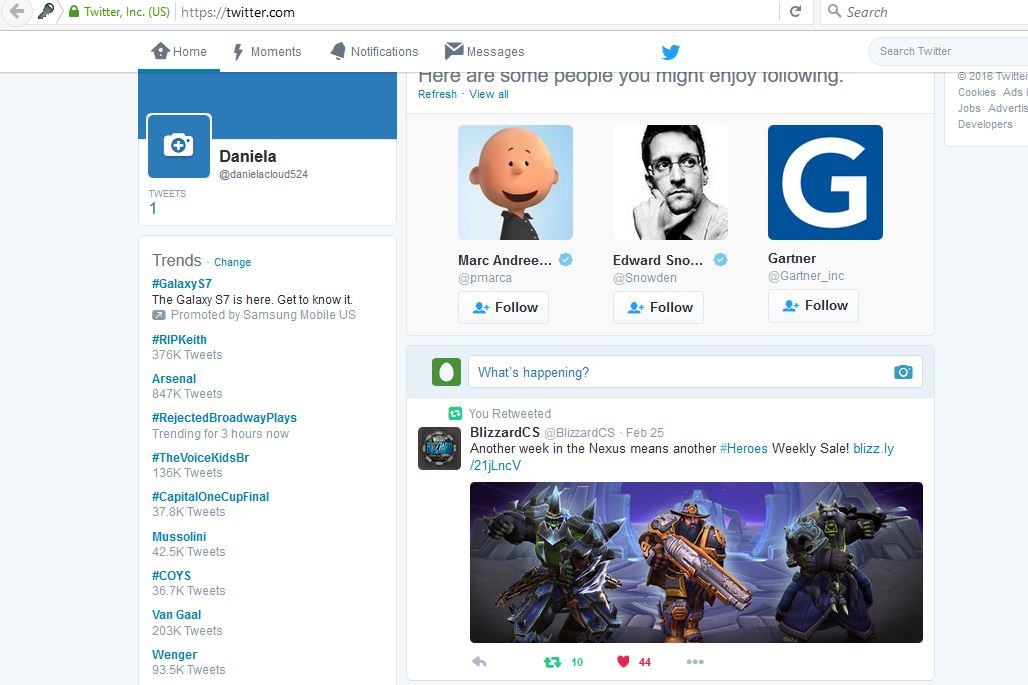 Twitter, Inc. (US) https://twitter.com Search
Home Moments Notifications Messages Search Twitter
Here are some people you might enjoy following.
Refresh · View all
Marc Andree... 
@pmarca
Follow
Edward Sno...
@Snowden
Follow
G
Gartner
@Gartner_inc
Follow
© 2016 Twitter
Cookies Ads i
Jobs Advertis
Developers
Daniela
@danielacloud524
TWEETS
1
Trends · Change
#GalaxyS7
The Galaxy S7 is here. Get to know it.
Promoted by Samsung Mobile US
#RIPKeith
376K Tweets
Arsenal
847K Tweets
#RejectedBroadwayPlays
Trending for 3 hours now
#TheVoiceKidsBr
136K Tweets
#CapitalOneCupFinal
37.8K Tweets
Mussolini
42.5K Tweets
#COYS
36.7K Tweets
Van Gaal
203K Tweets
Wenger
93.5K Tweets
What's happening?
You Retweeted
BLIZZARD
BlizzardCS @BlizzardCS · Feb 25
Another week in the Nexus means another #Heroes Weekly Sale! blizz.ly
/21jLncV
10 44